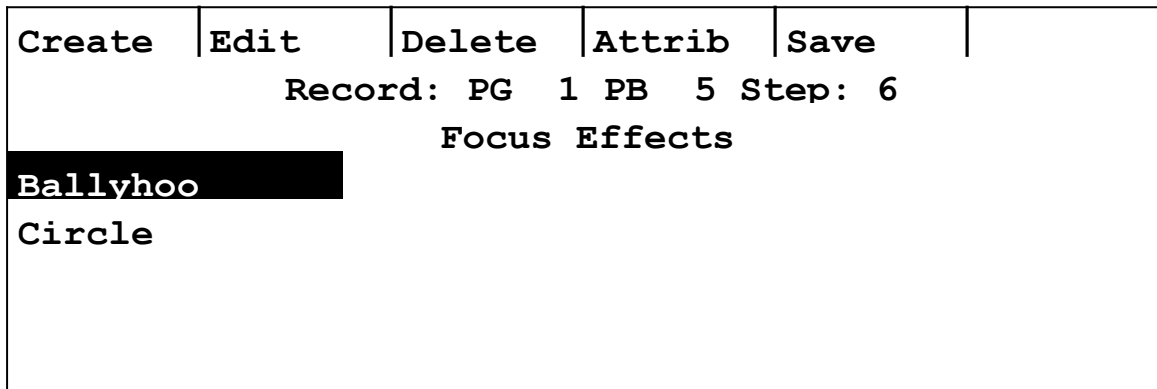 Create Edit Delete Attrib Save
Record: PG 1 PB 5 Step: 6
Focus Effects
Ballyhoo
Circle